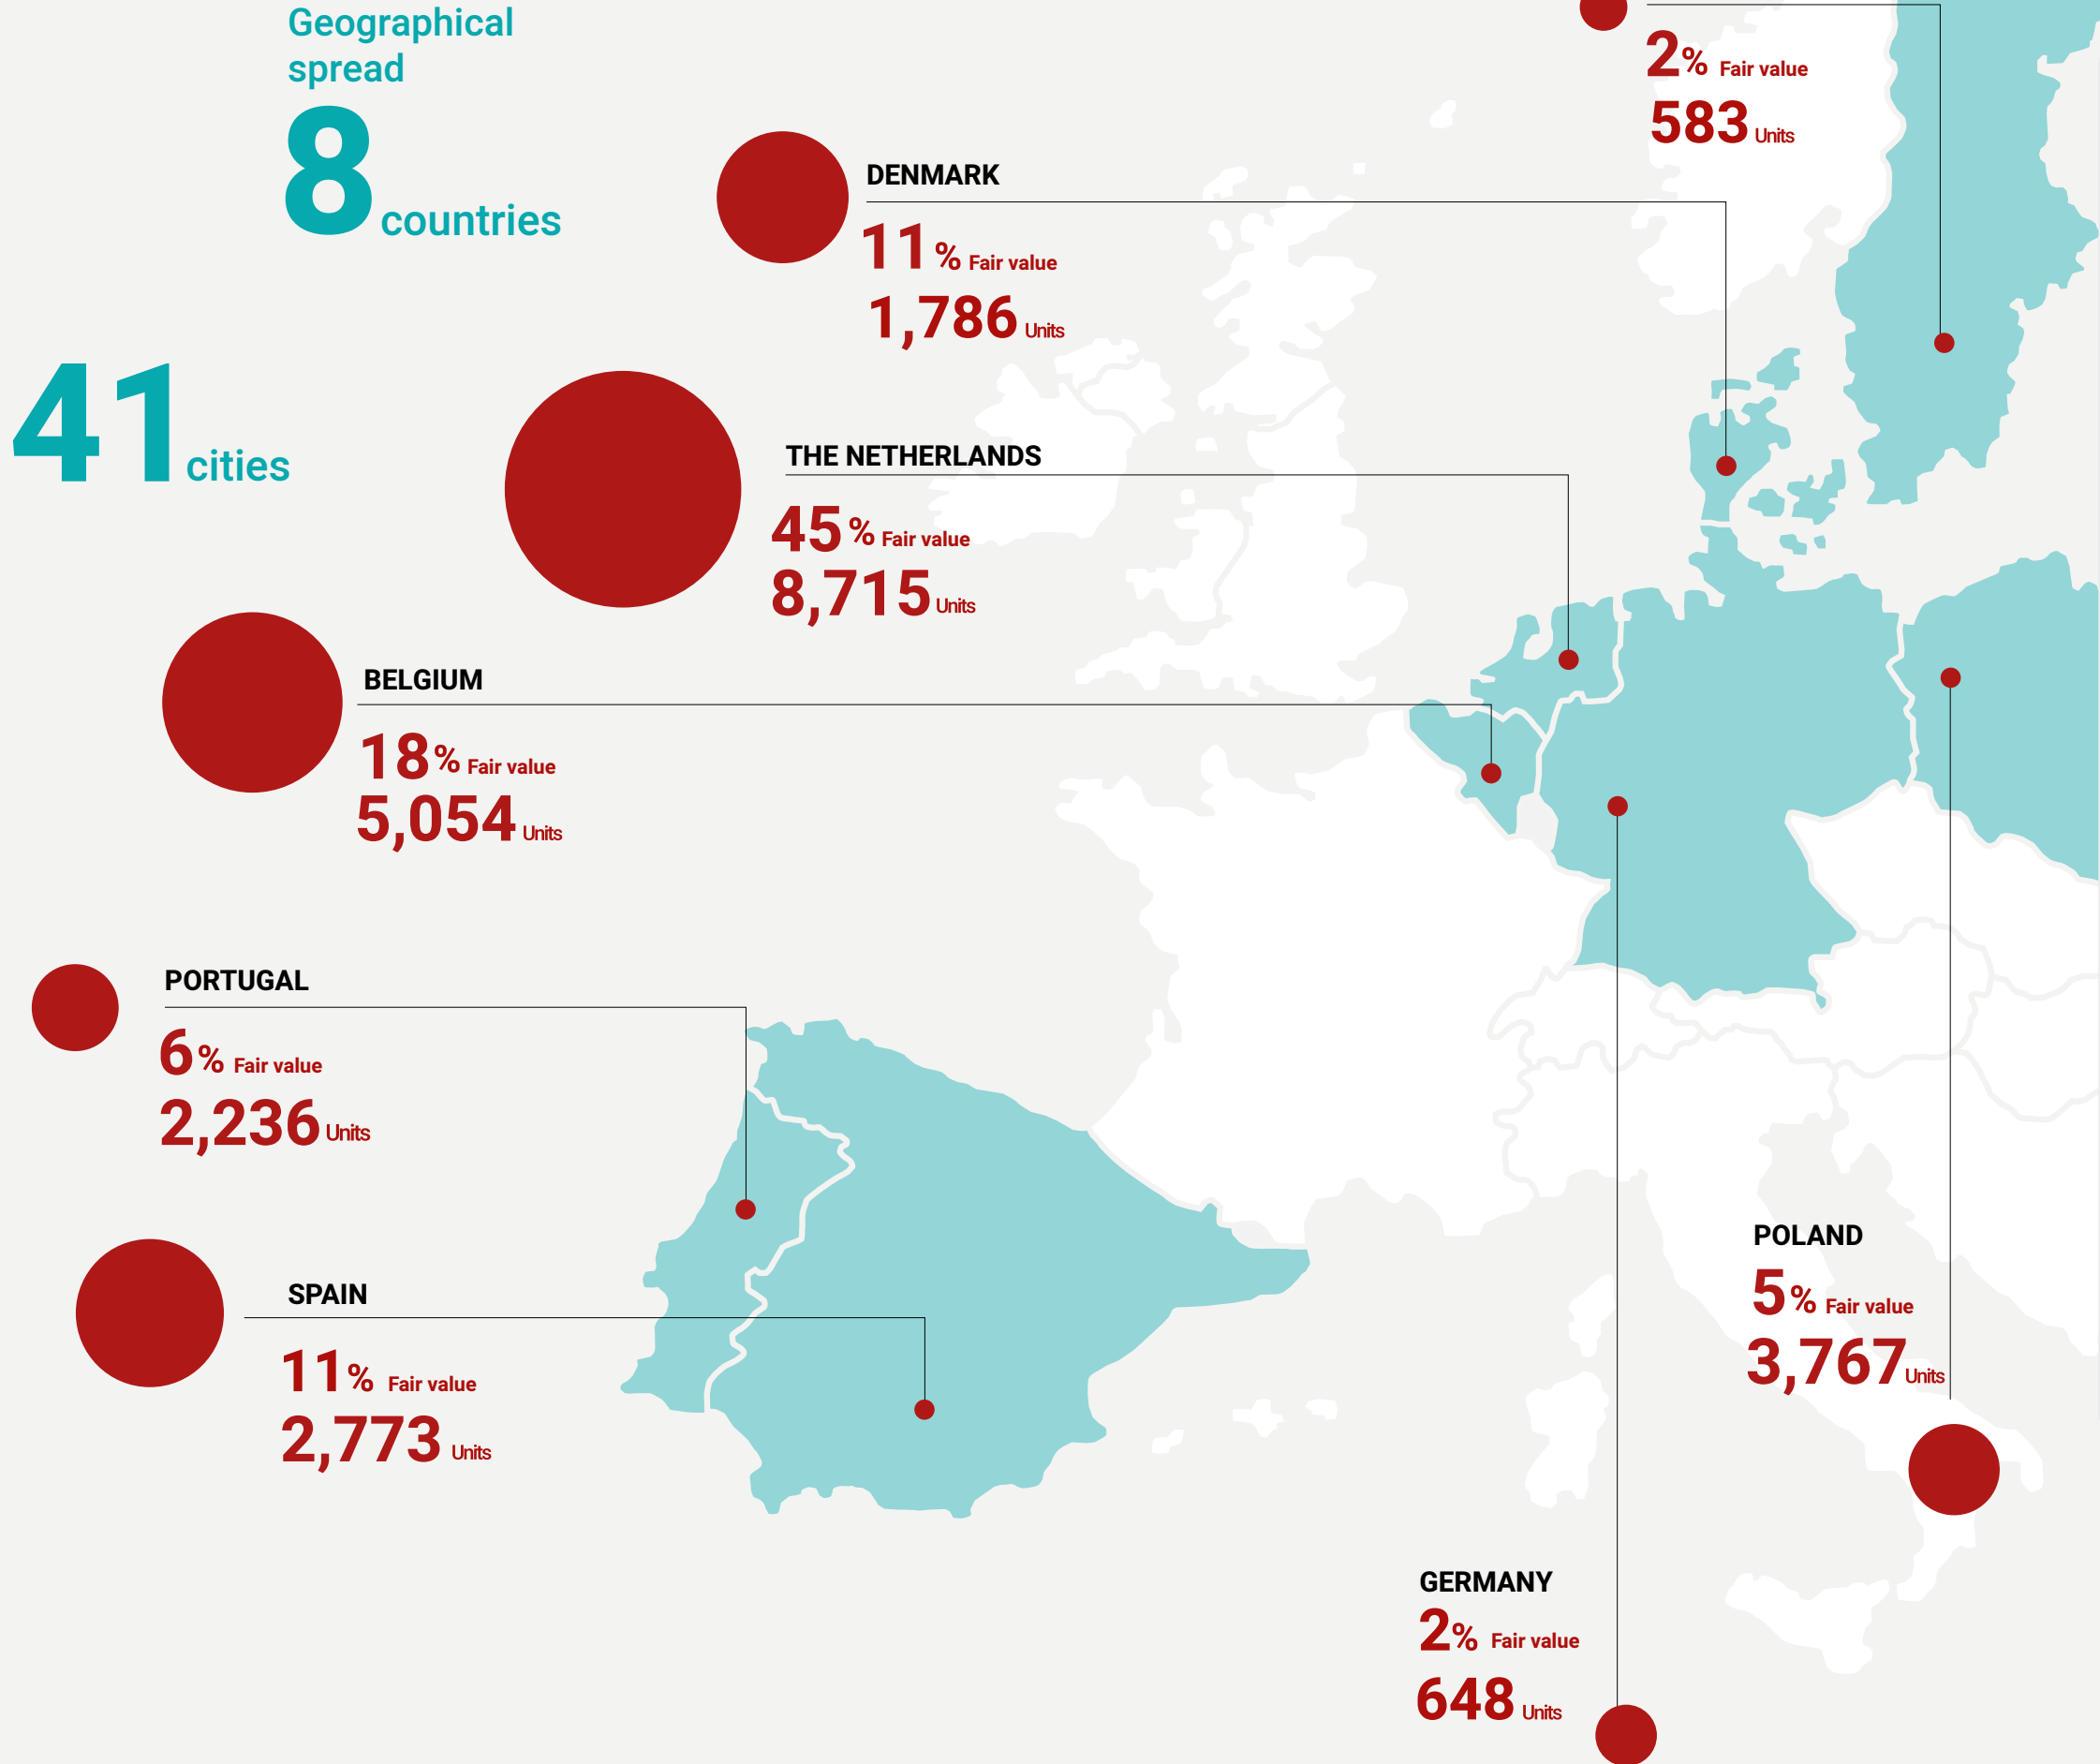 Geographical
spread
8 countries
41 cities
2% Fair value
583 Units
DENMARK
11% Fair value
1,786 Units
THE NETHERLANDS
45% Fair value
8,715 Units
BELGIUM
18% Fair value
5,054 Units
PORTUGAL
6% Fair value
2,236 Units
SPAIN
11% Fair value
2,773 Units
POLAND
5% Fair value
3,767 Units
GERMANY
2% Fair value
648 Units